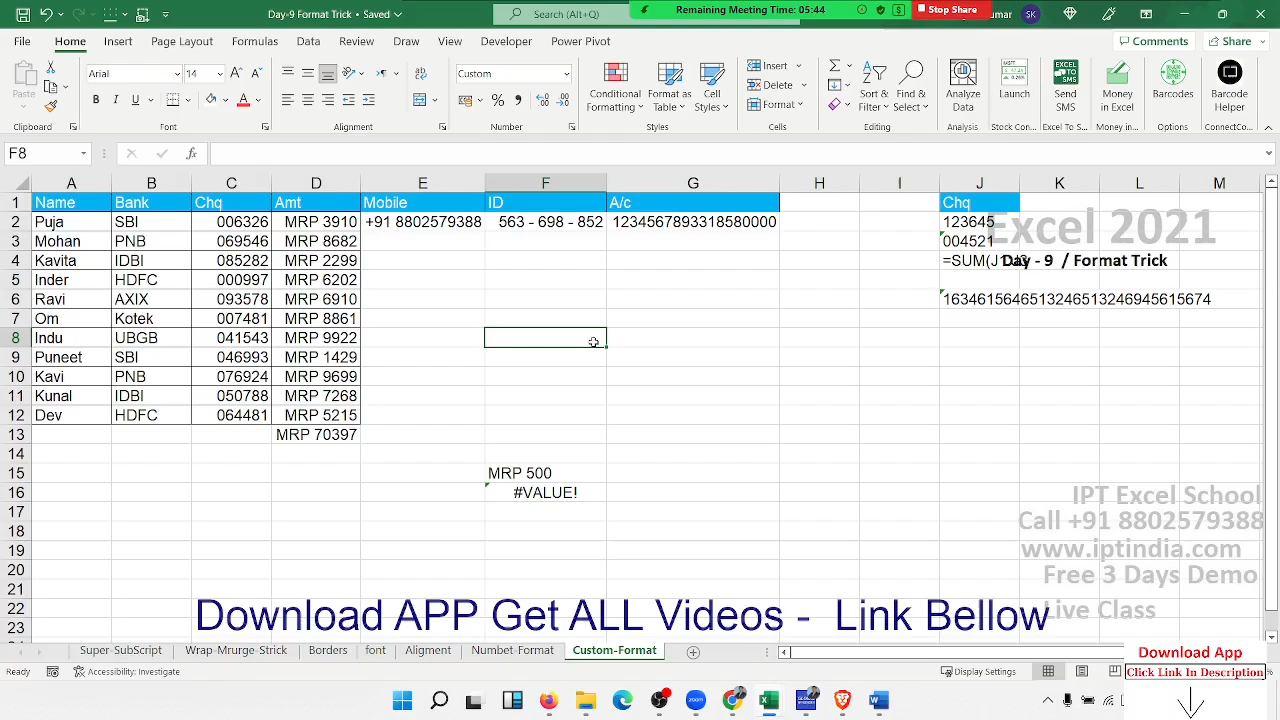 Day-9 Format Trick • Saved
Search (Alt+Q)
Remaining Meeting Time: 05:44
Stop Share
umar
SK
File Home Insert Page Layout Formulas Data Review View Automate Developer Power Pivot
Comments
Share
Paste
Arial
14
Custom
Conditional Formatting
Format as Table
Cell Styles
Insert
Delete
Format
Sort & Filter
Find & Select
Analyze Data
Launch
Send SMS
Money in Excel
Barcodes
Barcode Helper
Clipboard Font Alignment Number Styles Cells Editing Analysis Stock Con... Excel To S... Money in... ConnectCo...
F8
fx
A B C D E F G H I J K L M
1 Name Bank Chq Amt Mobile ID A/c Chq
2 Puja SBI 006326 MRP 3910 +91 8802579388 563 - 698 - 852 1234567893318580000 123645
3 Mohan PNB 069546 MRP 8682 004521
4 Kavita IDBI 085282 MRP 2299 =SUM(J1
5 Inder HDFC 000997 MRP 6202
6 Ravi AXIX 093578 MRP 6910 1634615646513246513246945615674
7 Om Kotek 007481 MRP 8861
8 Indu UBGB 041543 MRP 9922
9 Puneet SBI 046993 MRP 1429
10 Kavi PNB 076924 MRP 9699
11 Kunal IDBI 050788 MRP 7268
12 Dev HDFC 064481 MRP 5215
13 MRP 70397
14
15 MRP 500
16 #VALUE!
17
18
19
20
21
22
23
Excel 2021
Day - 9 / Format Trick
IPT Excel School
Call +91 8802579388
www.iptindia.com
Free 3 Days Demo
Live Class
Download APP Get ALL Videos - Link Bellow
Super-SubScript Wrap-Mrurge-Strick Borders font Aligment Numbet-Format Custom-Format
Download App
Click Link In Description
Ready
Accessibility: Investigate
Display Settings